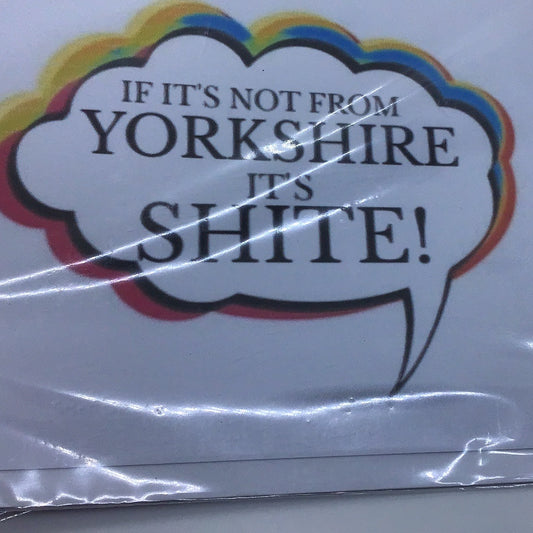 IF IT'S NOT FROM
YORKSHIRE
IT'S
SHITE!